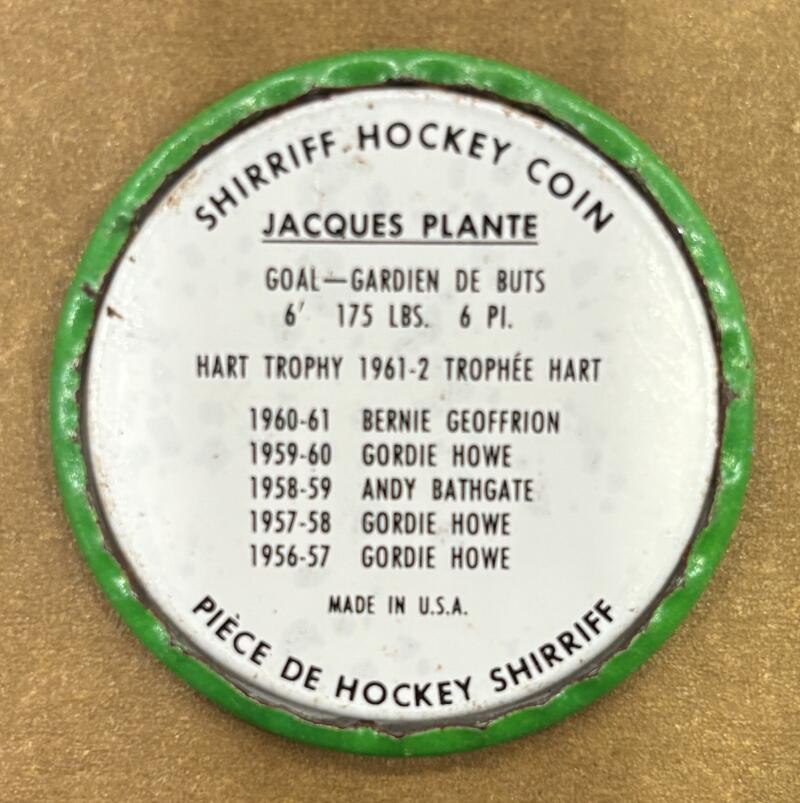 SHIRRIFF HOCKEY COIN
JACQUES PLANTE
GOAL—GARDIEN DE BUTS
6' 175 LBS. 6 PI.
HART TROPHY 1961-2 TROPHÉE HART
1960-61 BERNIE GEOFFRION
1959-60 GORDIE HOWE
1958-59 ANDY BATHGATE
1957-58 GORDIE HOWE
1956-57 GORDIE HOWE
MADE IN U.S.A.
PIÈCE DE HOCKEY SHIRRIFF